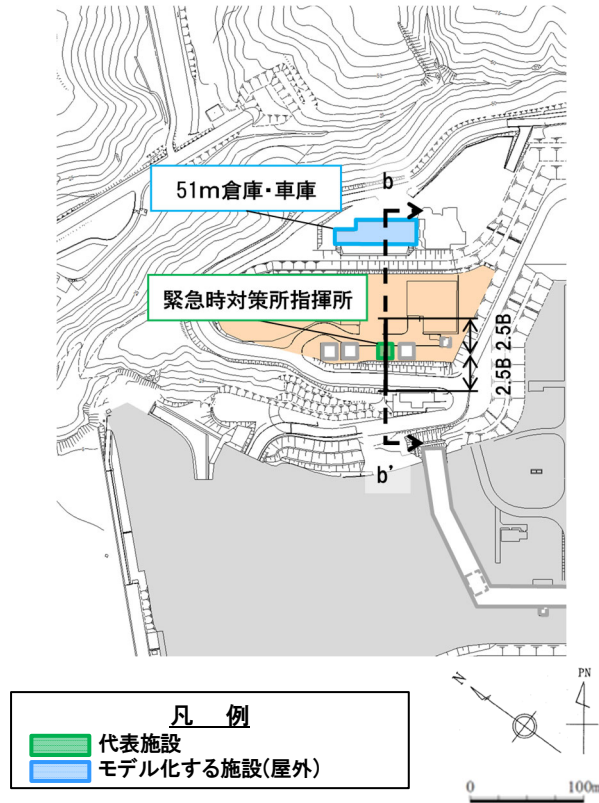 b
51m倉庫・車庫
緊急時対策所指揮所
2.5B
2.5B
b'
凡 例
代表施設
モデル化する施設(屋外)
N
PN
0 100m